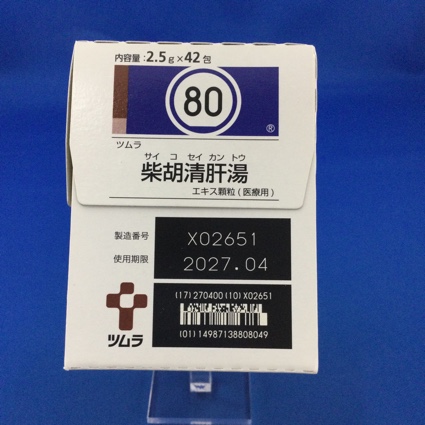 内容量：2.5g×42包
80
®
ツムラ
サイ コ セイ カン トウ
柴胡清肝湯
エキス顆粒(医療用)
製造番号 X02651
使用期限 2027.04
(17)270400(10)X02651
(01)14987138808049
ツムラ